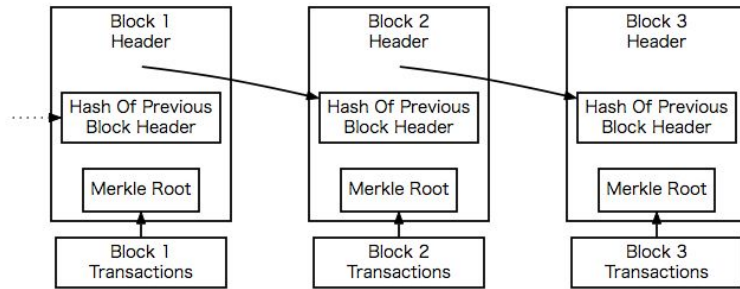 Block 1
Header
Hash Of Previous
Block Header
Merkle Root
Block 1
Transactions
Block 2
Header
Hash Of Previous
Block Header
Merkle Root
Block 2
Transactions
Block 3
Header
Hash Of Previous
Block Header
Merkle Root
Block 3
Transactions